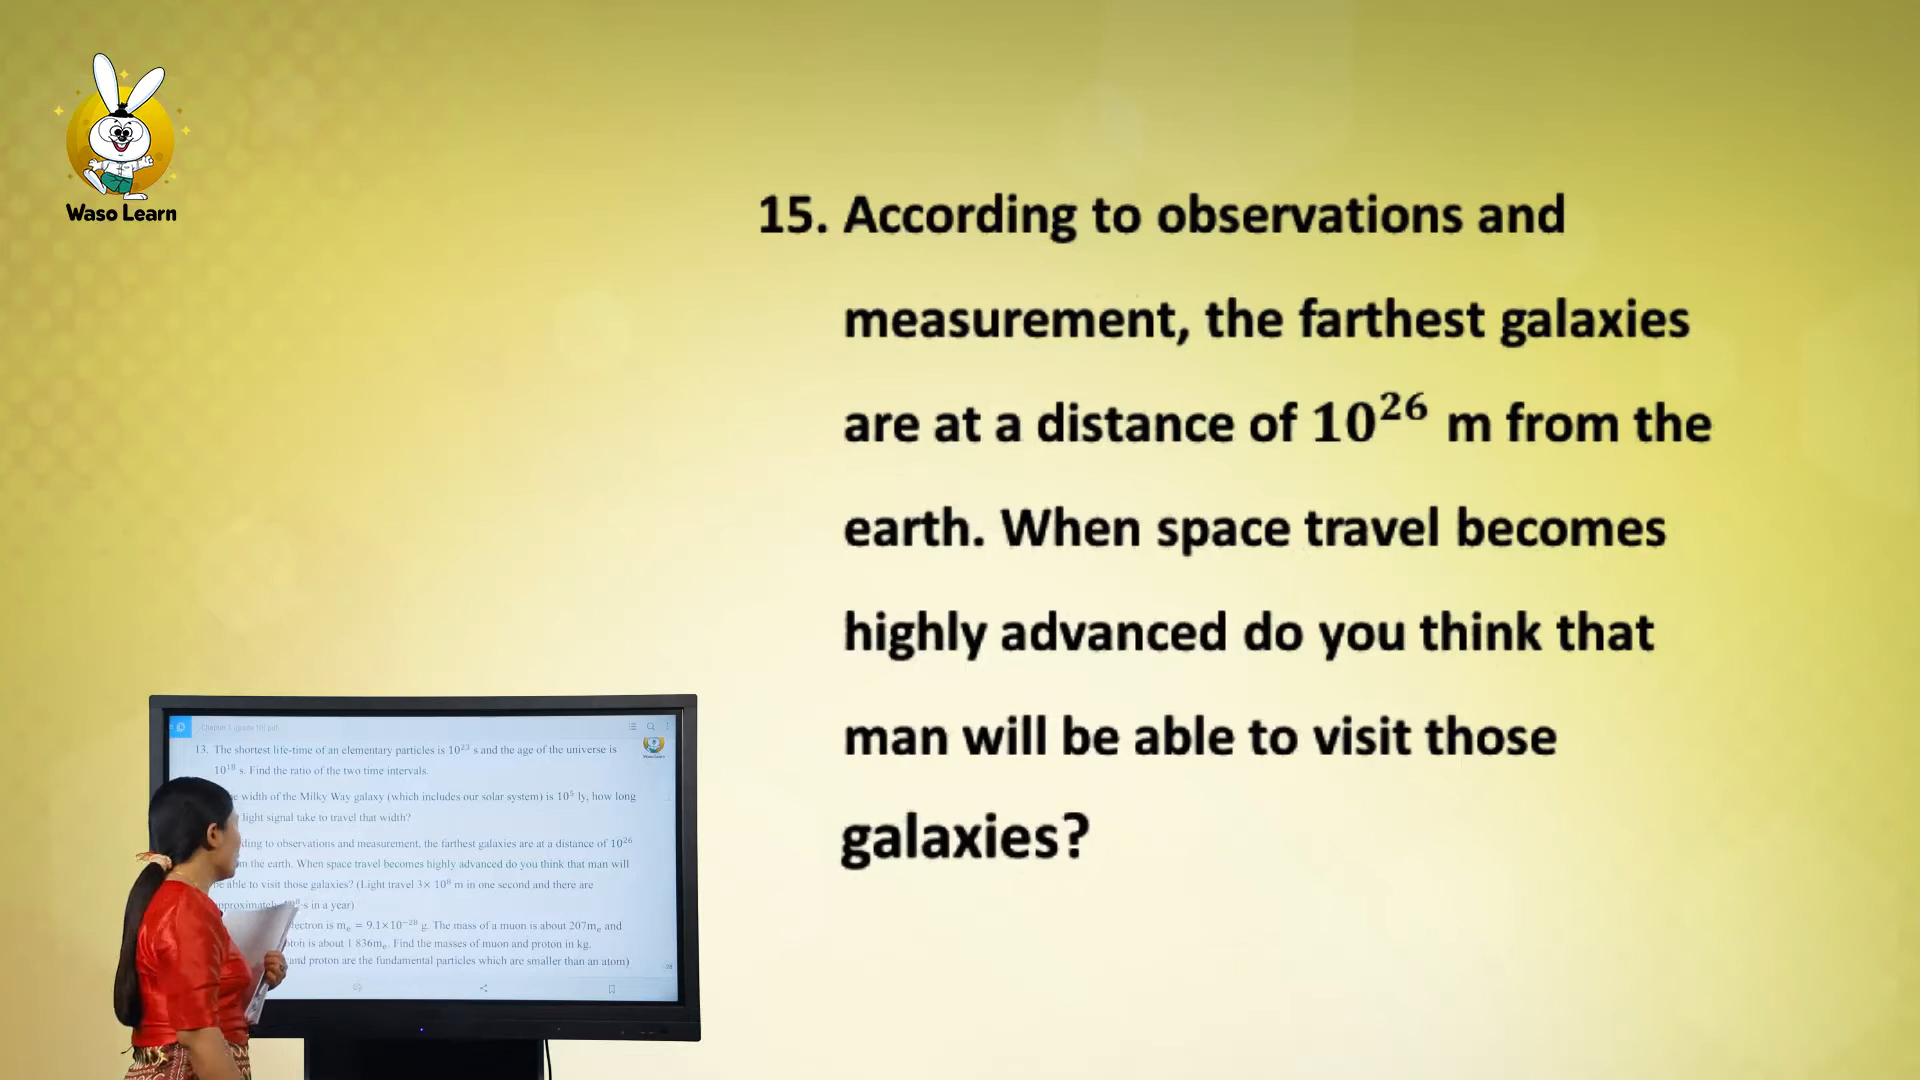 Waso Learn
15. According to observations and
measurement, the farthest galaxies
are at a distance of 10²⁶ m from the
earth. When space travel becomes
highly advanced do you think that
man will be able to visit those
galaxies?
13. The shortest life-time of an elementary particles is 10²³ s and the age of the universe is
10¹⁸ s. Find the ratio of the two time intervals.
width of the Milky Way galaxy (which includes our solar system) is 10⁵ ly, how long
light signal take to travel that width?
to observations and measurement, the farthest galaxies are at a distance of 10²⁶
the earth. When space travel becomes highly advanced do you think that man will
able to visit those galaxies? (Light travel 3× 10⁸ m in one second and there are
s in a year)
is mₑ = 9.1×10⁻²⁸ g. The mass of a muon is about 207mₑ and
is about 1 836mₑ. Find the masses of muon and proton in kg.
and proton are the fundamental particles which are smaller than an atom)